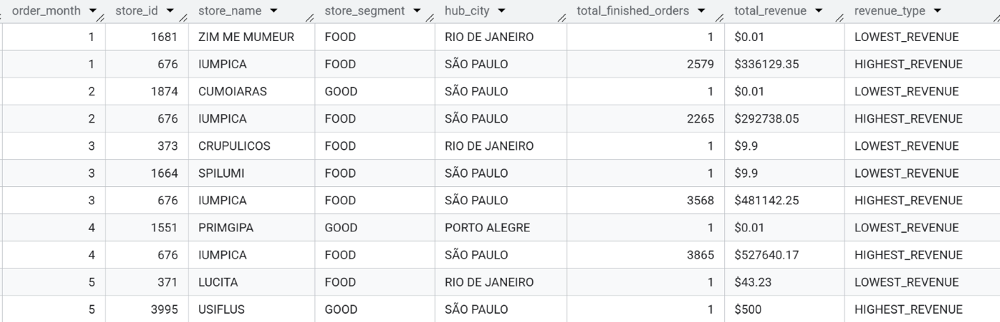 order_month store_id store_name store_segment hub_city total_finished_orders total_revenue revenue_type
1 1681 ZIM ME MUMEUR FOOD RIO DE JANEIRO 1 $0.01 LOWEST_REVENUE
1 676 IUMPICA FOOD SÃO PAULO 2579 $336129.35 HIGHEST_REVENUE
2 1874 CUMOIARAS GOOD SÃO PAULO 1 $0.01 LOWEST_REVENUE
2 676 IUMPICA FOOD SÃO PAULO 2265 $292738.05 HIGHEST_REVENUE
3 373 CRUPULICOS FOOD RIO DE JANEIRO 1 $9.9 LOWEST_REVENUE
3 1664 SPILUMI FOOD SÃO PAULO 1 $9.9 LOWEST_REVENUE
3 676 IUMPICA FOOD SÃO PAULO 3568 $481142.25 HIGHEST_REVENUE
4 1551 PRIMGIPA GOOD PORTO ALEGRE 1 $0.01 LOWEST_REVENUE
4 676 IUMPICA FOOD SÃO PAULO 3865 $527640.17 HIGHEST_REVENUE
5 371 LUCITA FOOD RIO DE JANEIRO 1 $43.23 LOWEST_REVENUE
5 3995 USIFLUS GOOD SÃO PAULO 1 $500 HIGHEST_REVENUE